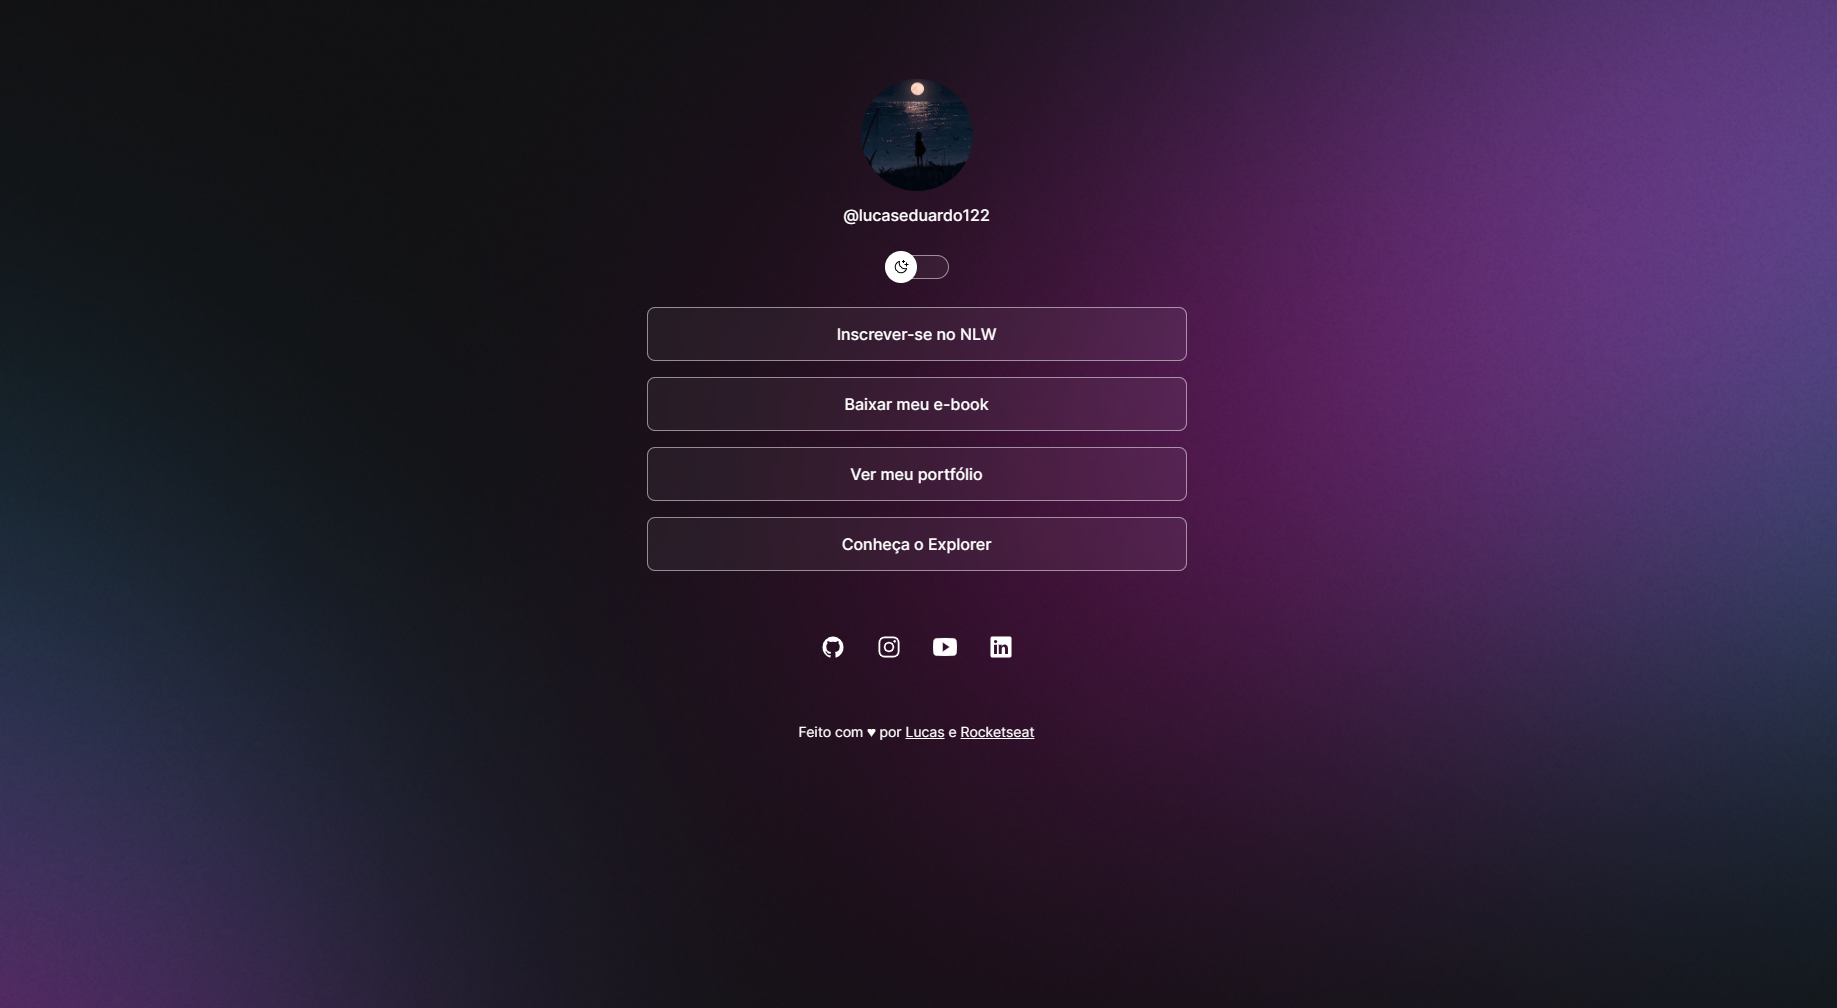 @lucaseduardo122
Inscrever-se no NLW
Baixar meu e-book
Ver meu portfólio
Conheça o Explorer
Feito com ♥ por Lucas e Rocketseat